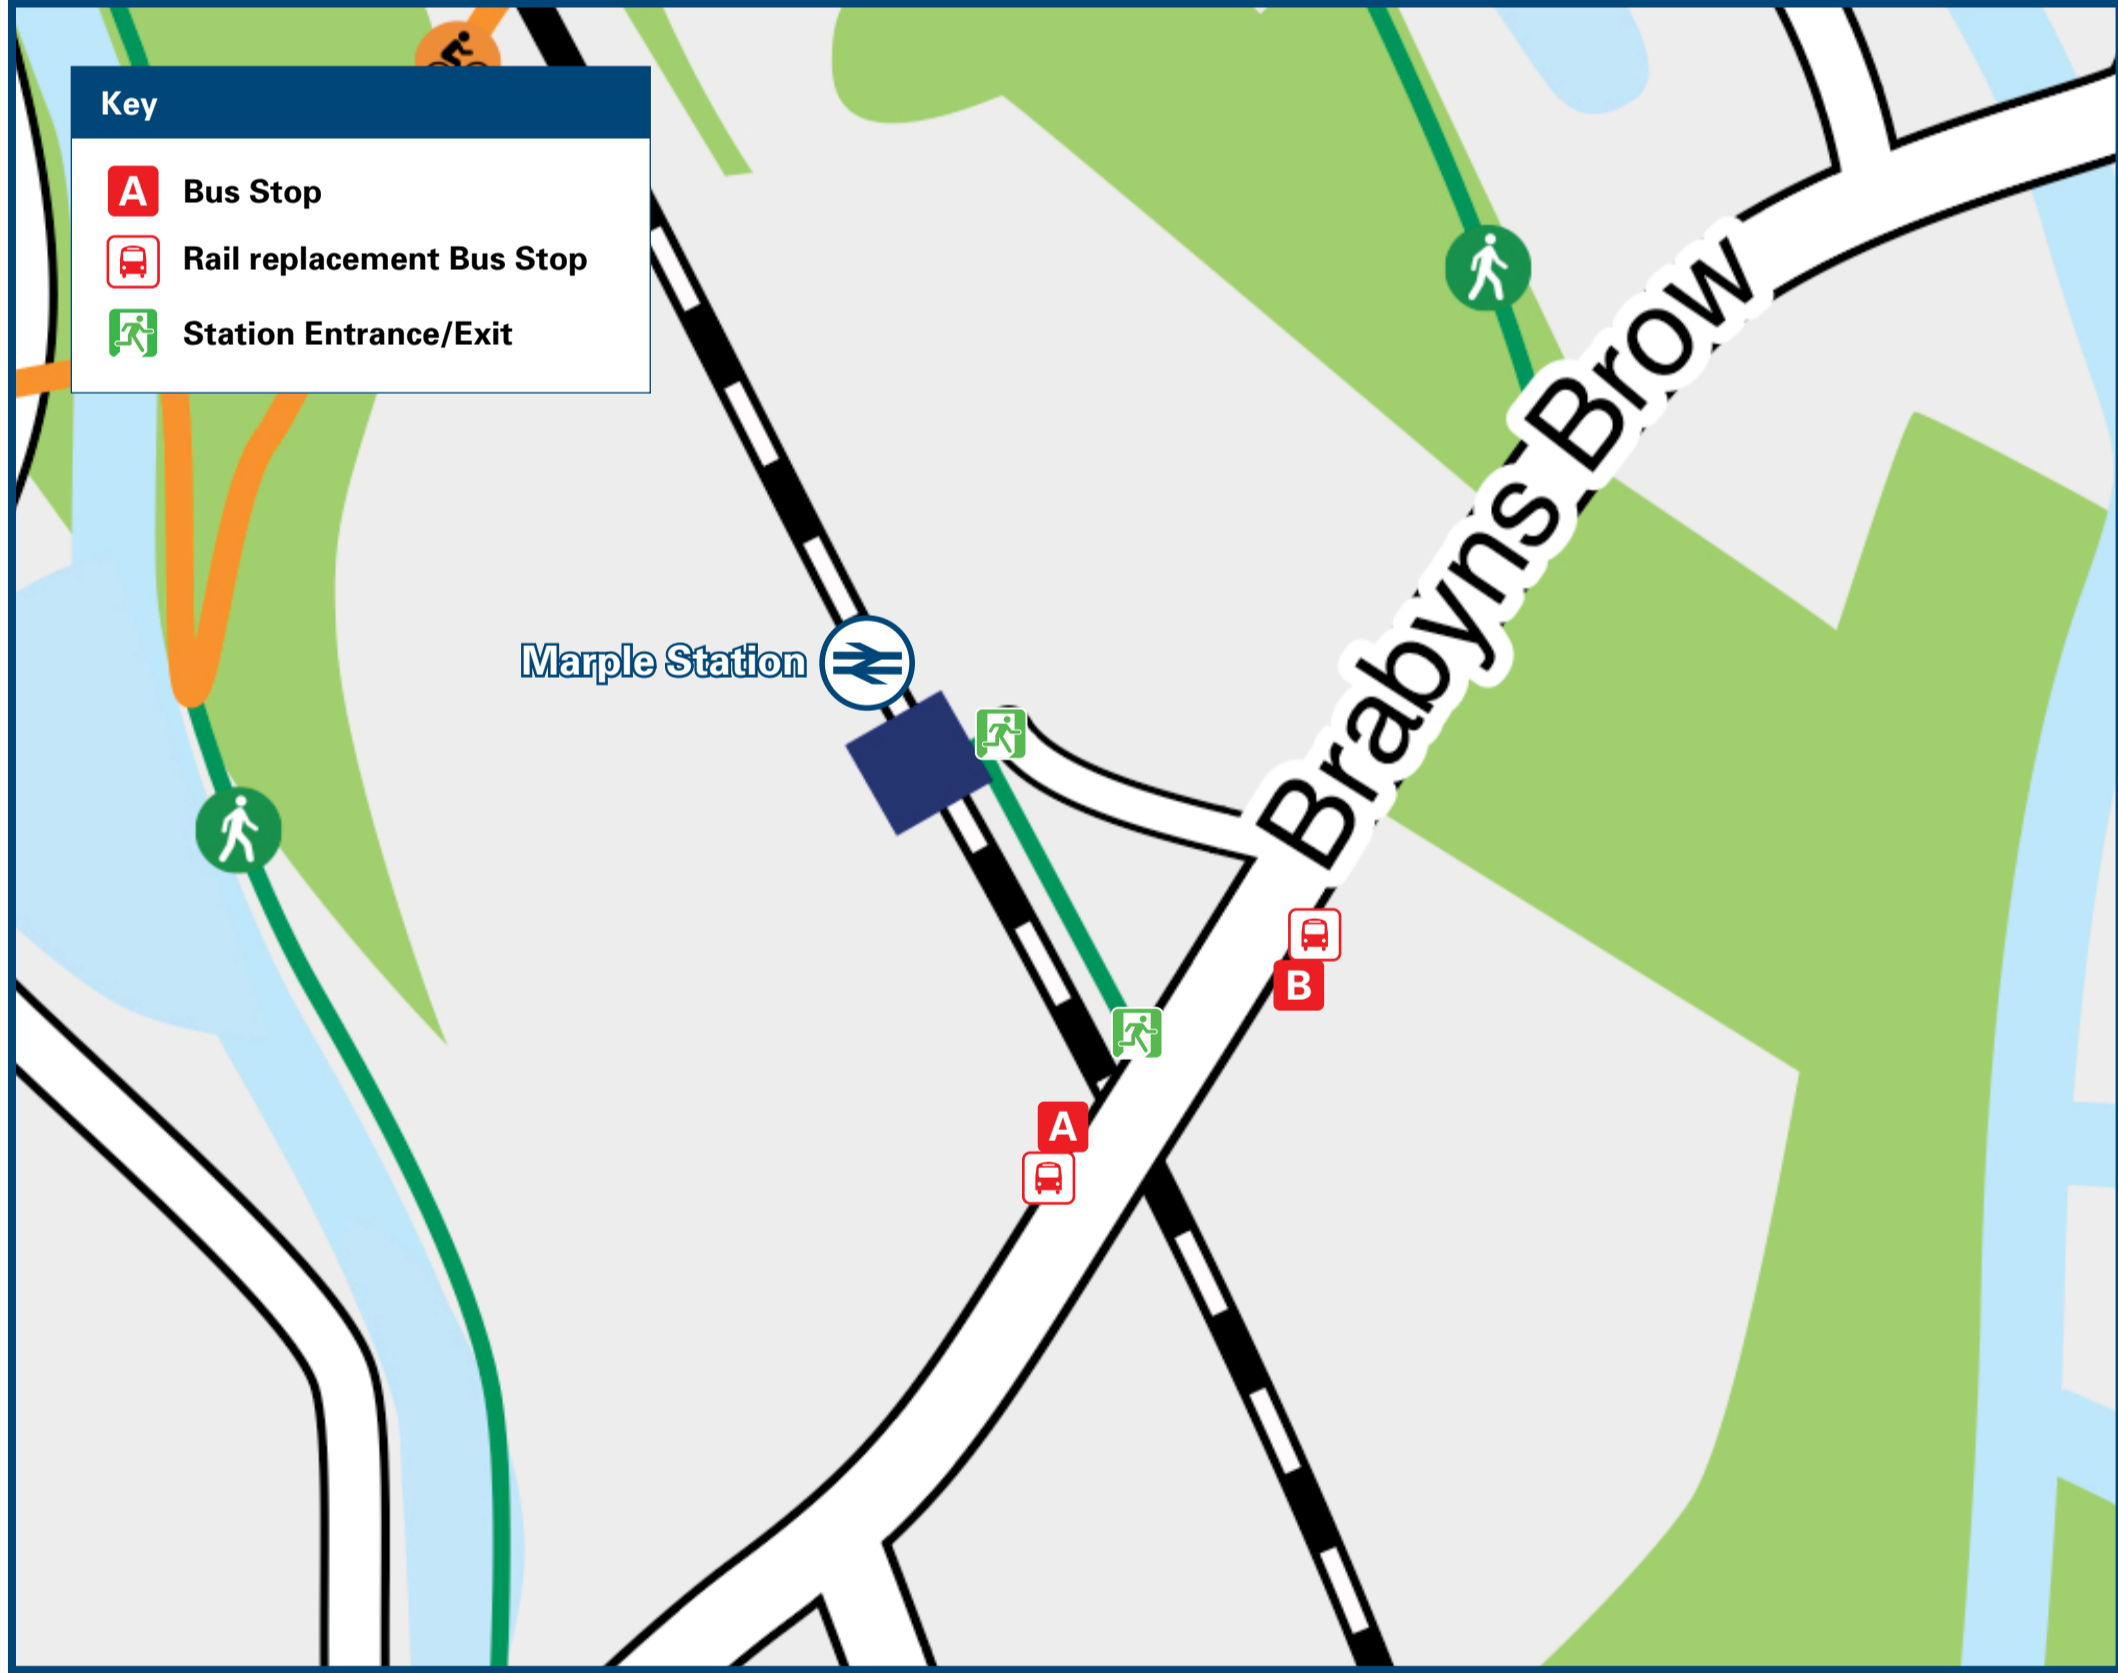 Key
A Bus Stop
Rail replacement Bus Stop
Station Entrance/Exit
Brabyns Brow
Marple Station
B
A